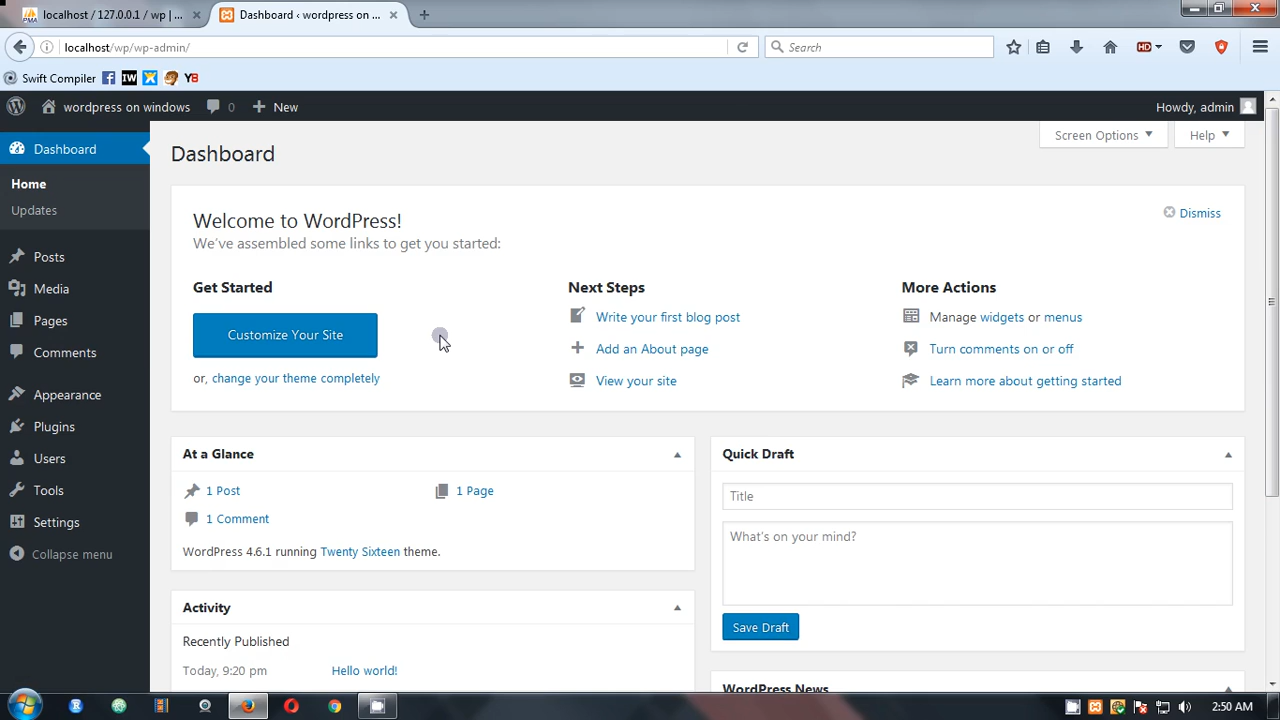 localhost / 127.0.0.1 / wp | ...
Dashboard ‹ wordpress on ...
localhost/wp/wp-admin/
Search
HD
Swift Compiler
IW
YB
wordpress on windows
0
New
Howdy, admin
Dashboard
Home
Updates
Posts
Media
Pages
Comments
Appearance
Plugins
Users
Tools
Settings
Collapse menu
Screen Options
Help
Dashboard
Welcome to WordPress!
We've assembled some links to get you started:
Dismiss
Get Started
Customize Your Site
or, change your theme completely
Next Steps
Write your first blog post
Add an About page
View your site
More Actions
Manage widgets or menus
Turn comments on or off
Learn more about getting started
At a Glance
1 Post
1 Page
1 Comment
WordPress 4.6.1 running Twenty Sixteen theme.
Activity
Recently Published
Today, 9:20 pm
Hello world!
Quick Draft
Title
What's on your mind?
Save Draft
WordPress News
2:50 AM